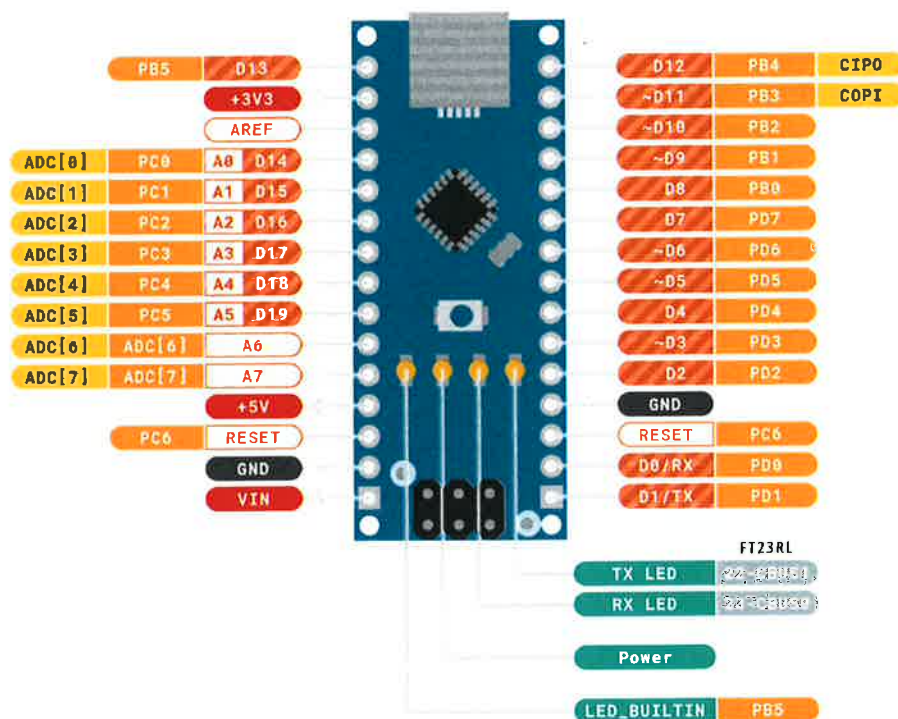 PB5 D13
+3V3
AREF
ADC[0] PC0 A0 D14
ADC[1] PC1 A1 D15
ADC[2] PC2 A2 D16
ADC[3] PC3 A3 D17
ADC[4] PC4 A4 D18
ADC[5] PC5 A5 D19
ADC[6] ADC[6] A6
ADC[7] ADC[7] A7
+5V
PC6 RESET
GND
VIN
D12 PB4 CIPO
~D11 PB3 COPI
~D10 PB2
~D9 PB1
D8 PB0
D7 PD7
~D6 PD6
~D5 PD5
D4 PD4
~D3 PD3
D2 PD2
GND
RESET PC6
D0/RX PD0
D1/TX PD1
FT23RL
TX LED
RX LED
Power
LED_BUILTIN PB5